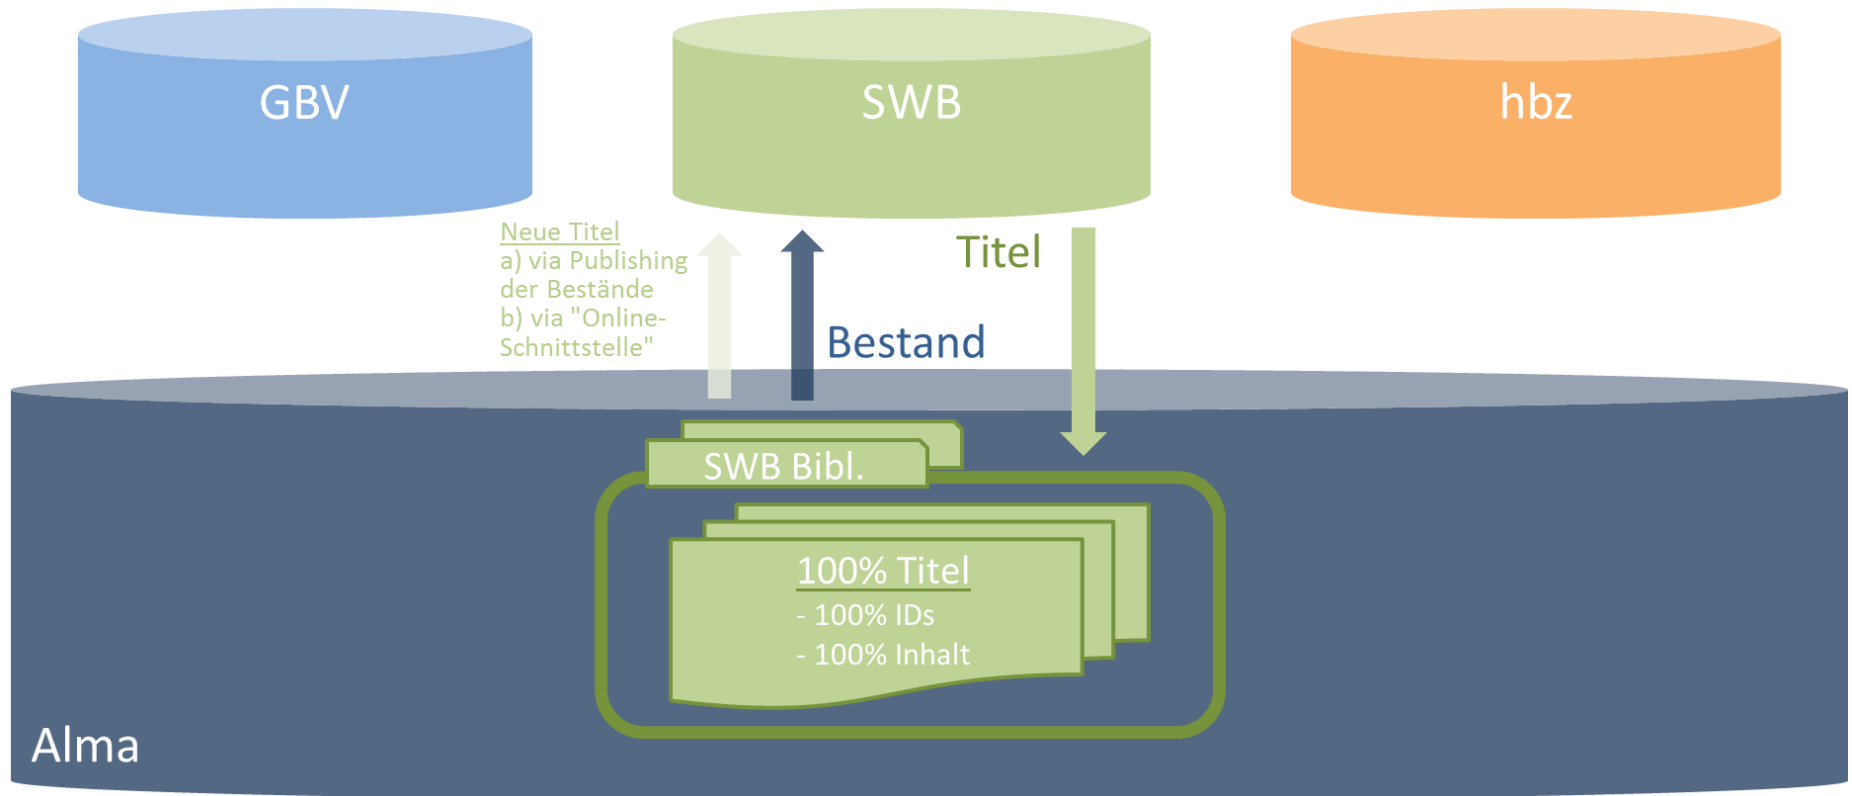 GBV
SWB
hbz
Neue Titel
a) via Publishing
der Bestände
b) via "Online-
Schnittstelle"
Titel
Bestand
SWB Bibl.
100% Titel
- 100% IDs
- 100% Inhalt
Alma